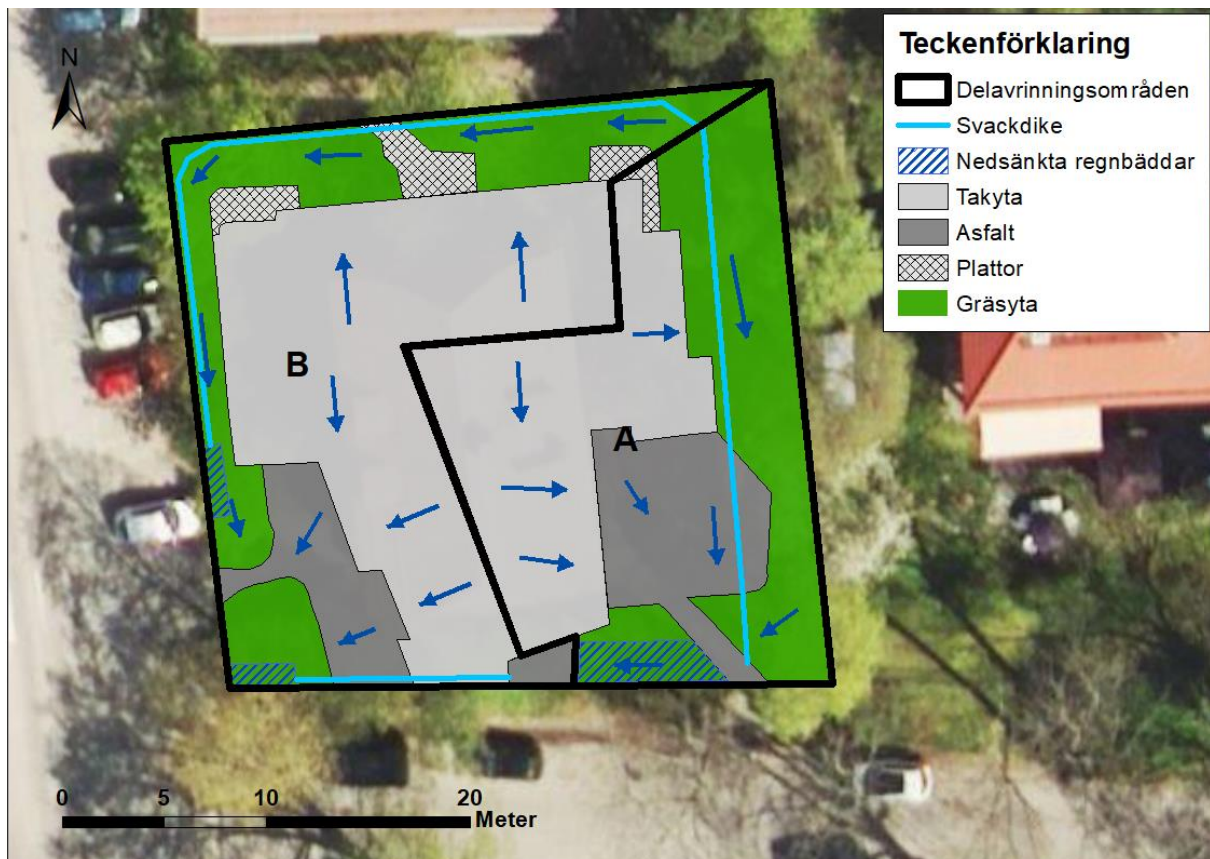 N
Teckenförklaring
Delavrinningsområden
Svackdike
Nedsänkta regnbäddar
Takyta
Asfalt
Plattor
Gräsyta
B
A
0 5 10 20
Meter